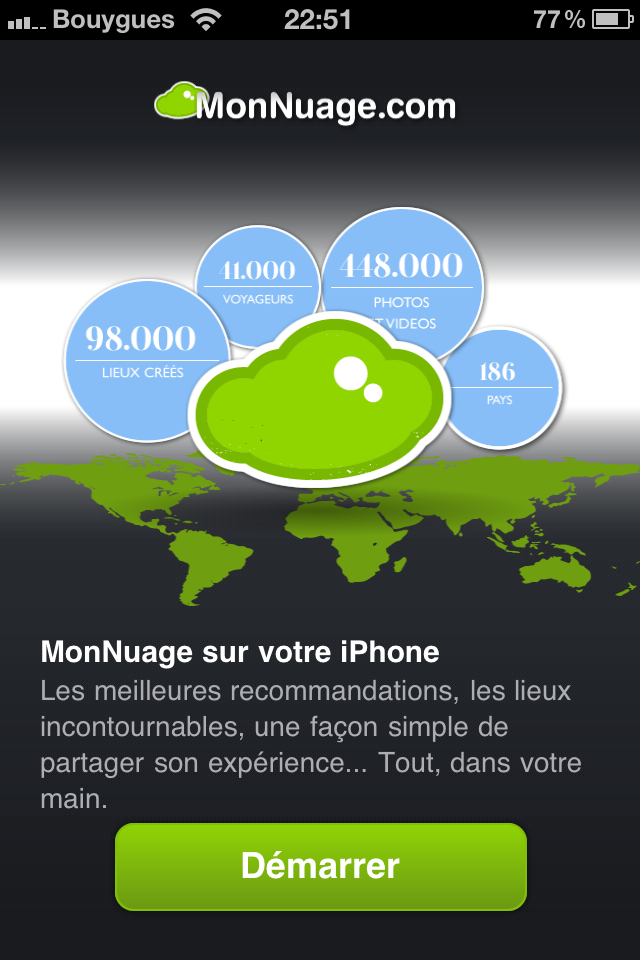 Bouygues 22:51 77 %
MonNuage.com
41.000
VOYAGEURS
448.000
PHOTOS
T VIDEOS
98.000
LIEUX CRÉÉS
186
PAYS
MonNuage sur votre iPhone
Les meilleures recommandations, les lieux
incontournables, une façon simple de
partager son expérience... Tout, dans votre
main.
Démarrer